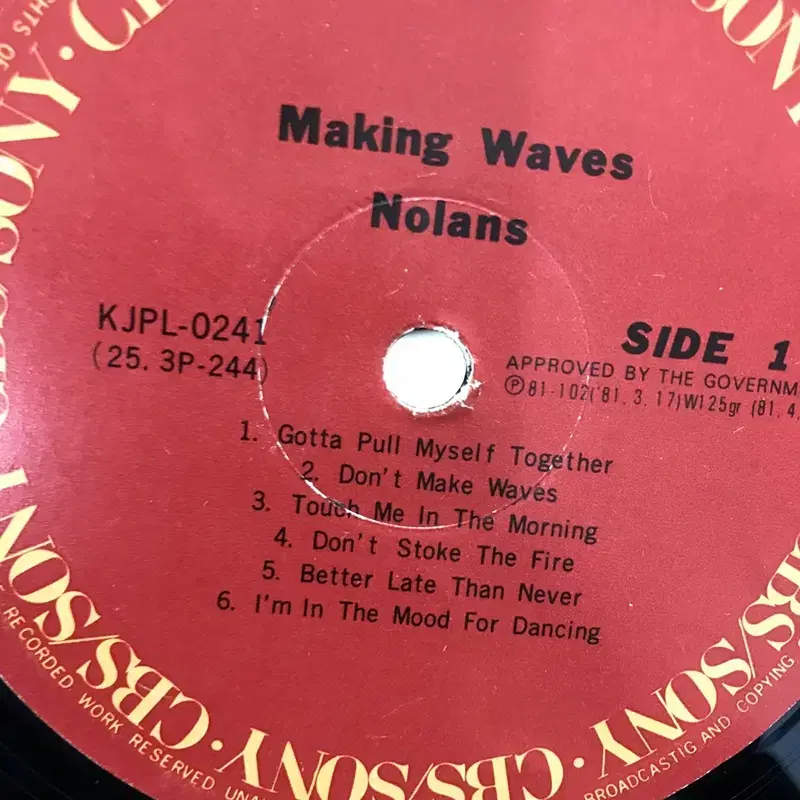 Making Waves
Nolans
KJPL-0241
(25. 3P-244)
SIDE 1
APPROVED BY THE GOVERNM
Ⓟ81-102('81. 3. 17)W125gr (81. 4.
1. Gotta Pull Myself Together
2. Don't Make Waves
3. Touch Me In The Morning
4. Don't Stoke The Fire
5. Better Late Than Never
6. I'm In The Mood For Dancing
CBS/SONY · CBS/SONY · CBS/SONY
RECORDED WORK RESERVED UNA
BROADCASTIG AND COPYING